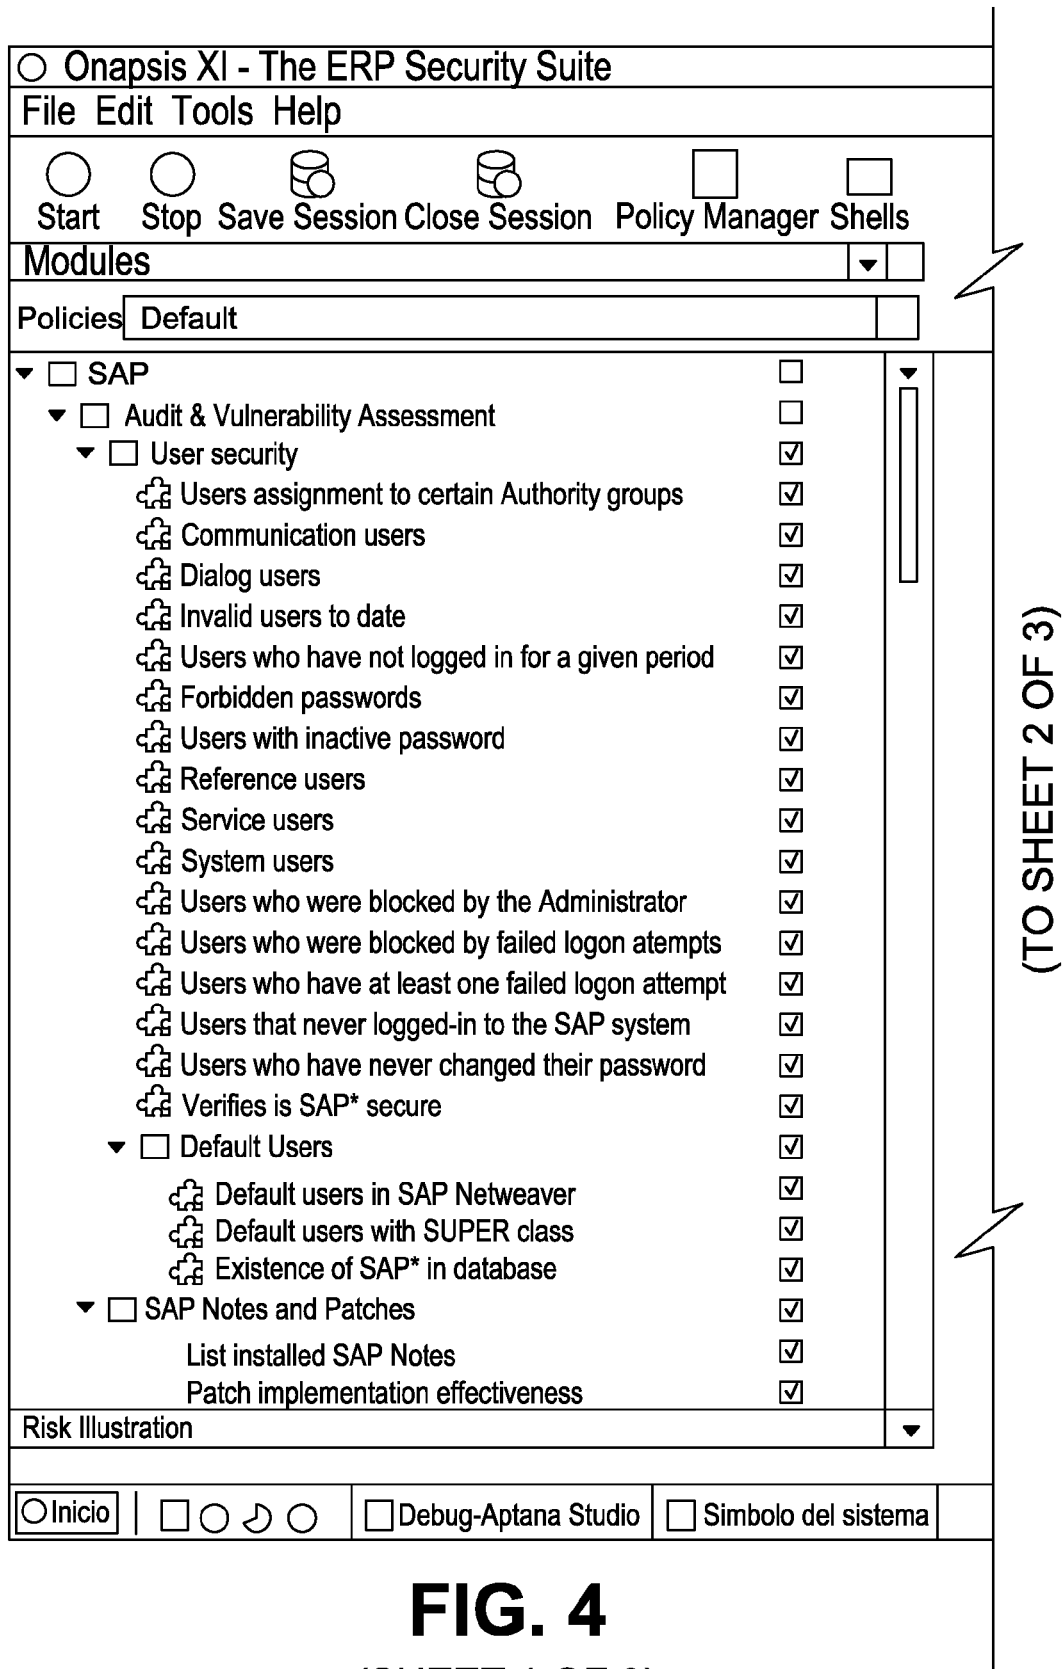 Onapsis XI - The ERP Security Suite
File Edit Tools Help
Start Stop Save Session Close Session Policy Manager Shells
Modules
Policies Default
SAP
Audit & Vulnerability Assessment
User security
Users assignment to certain Authority groups
Communication users
Dialog users
Invalid users to date
Users who have not logged in for a given period
Forbidden passwords
Users with inactive password
Reference users
Service users
System users
Users who were blocked by the Administrator
Users who were blocked by failed logon atempts
Users who have at least one failed logon attempt
Users that never logged-in to the SAP system
Users who have never changed their password
Verifies is SAP* secure
Default Users
Default users in SAP Netweaver
Default users with SUPER class
Existence of SAP* in database
SAP Notes and Patches
List installed SAP Notes
Patch implementation effectiveness
Risk Illustration
Inicio Debug-Aptana Studio Simbolo del sistema
(TO SHEET 2 OF 3)
FIG. 4